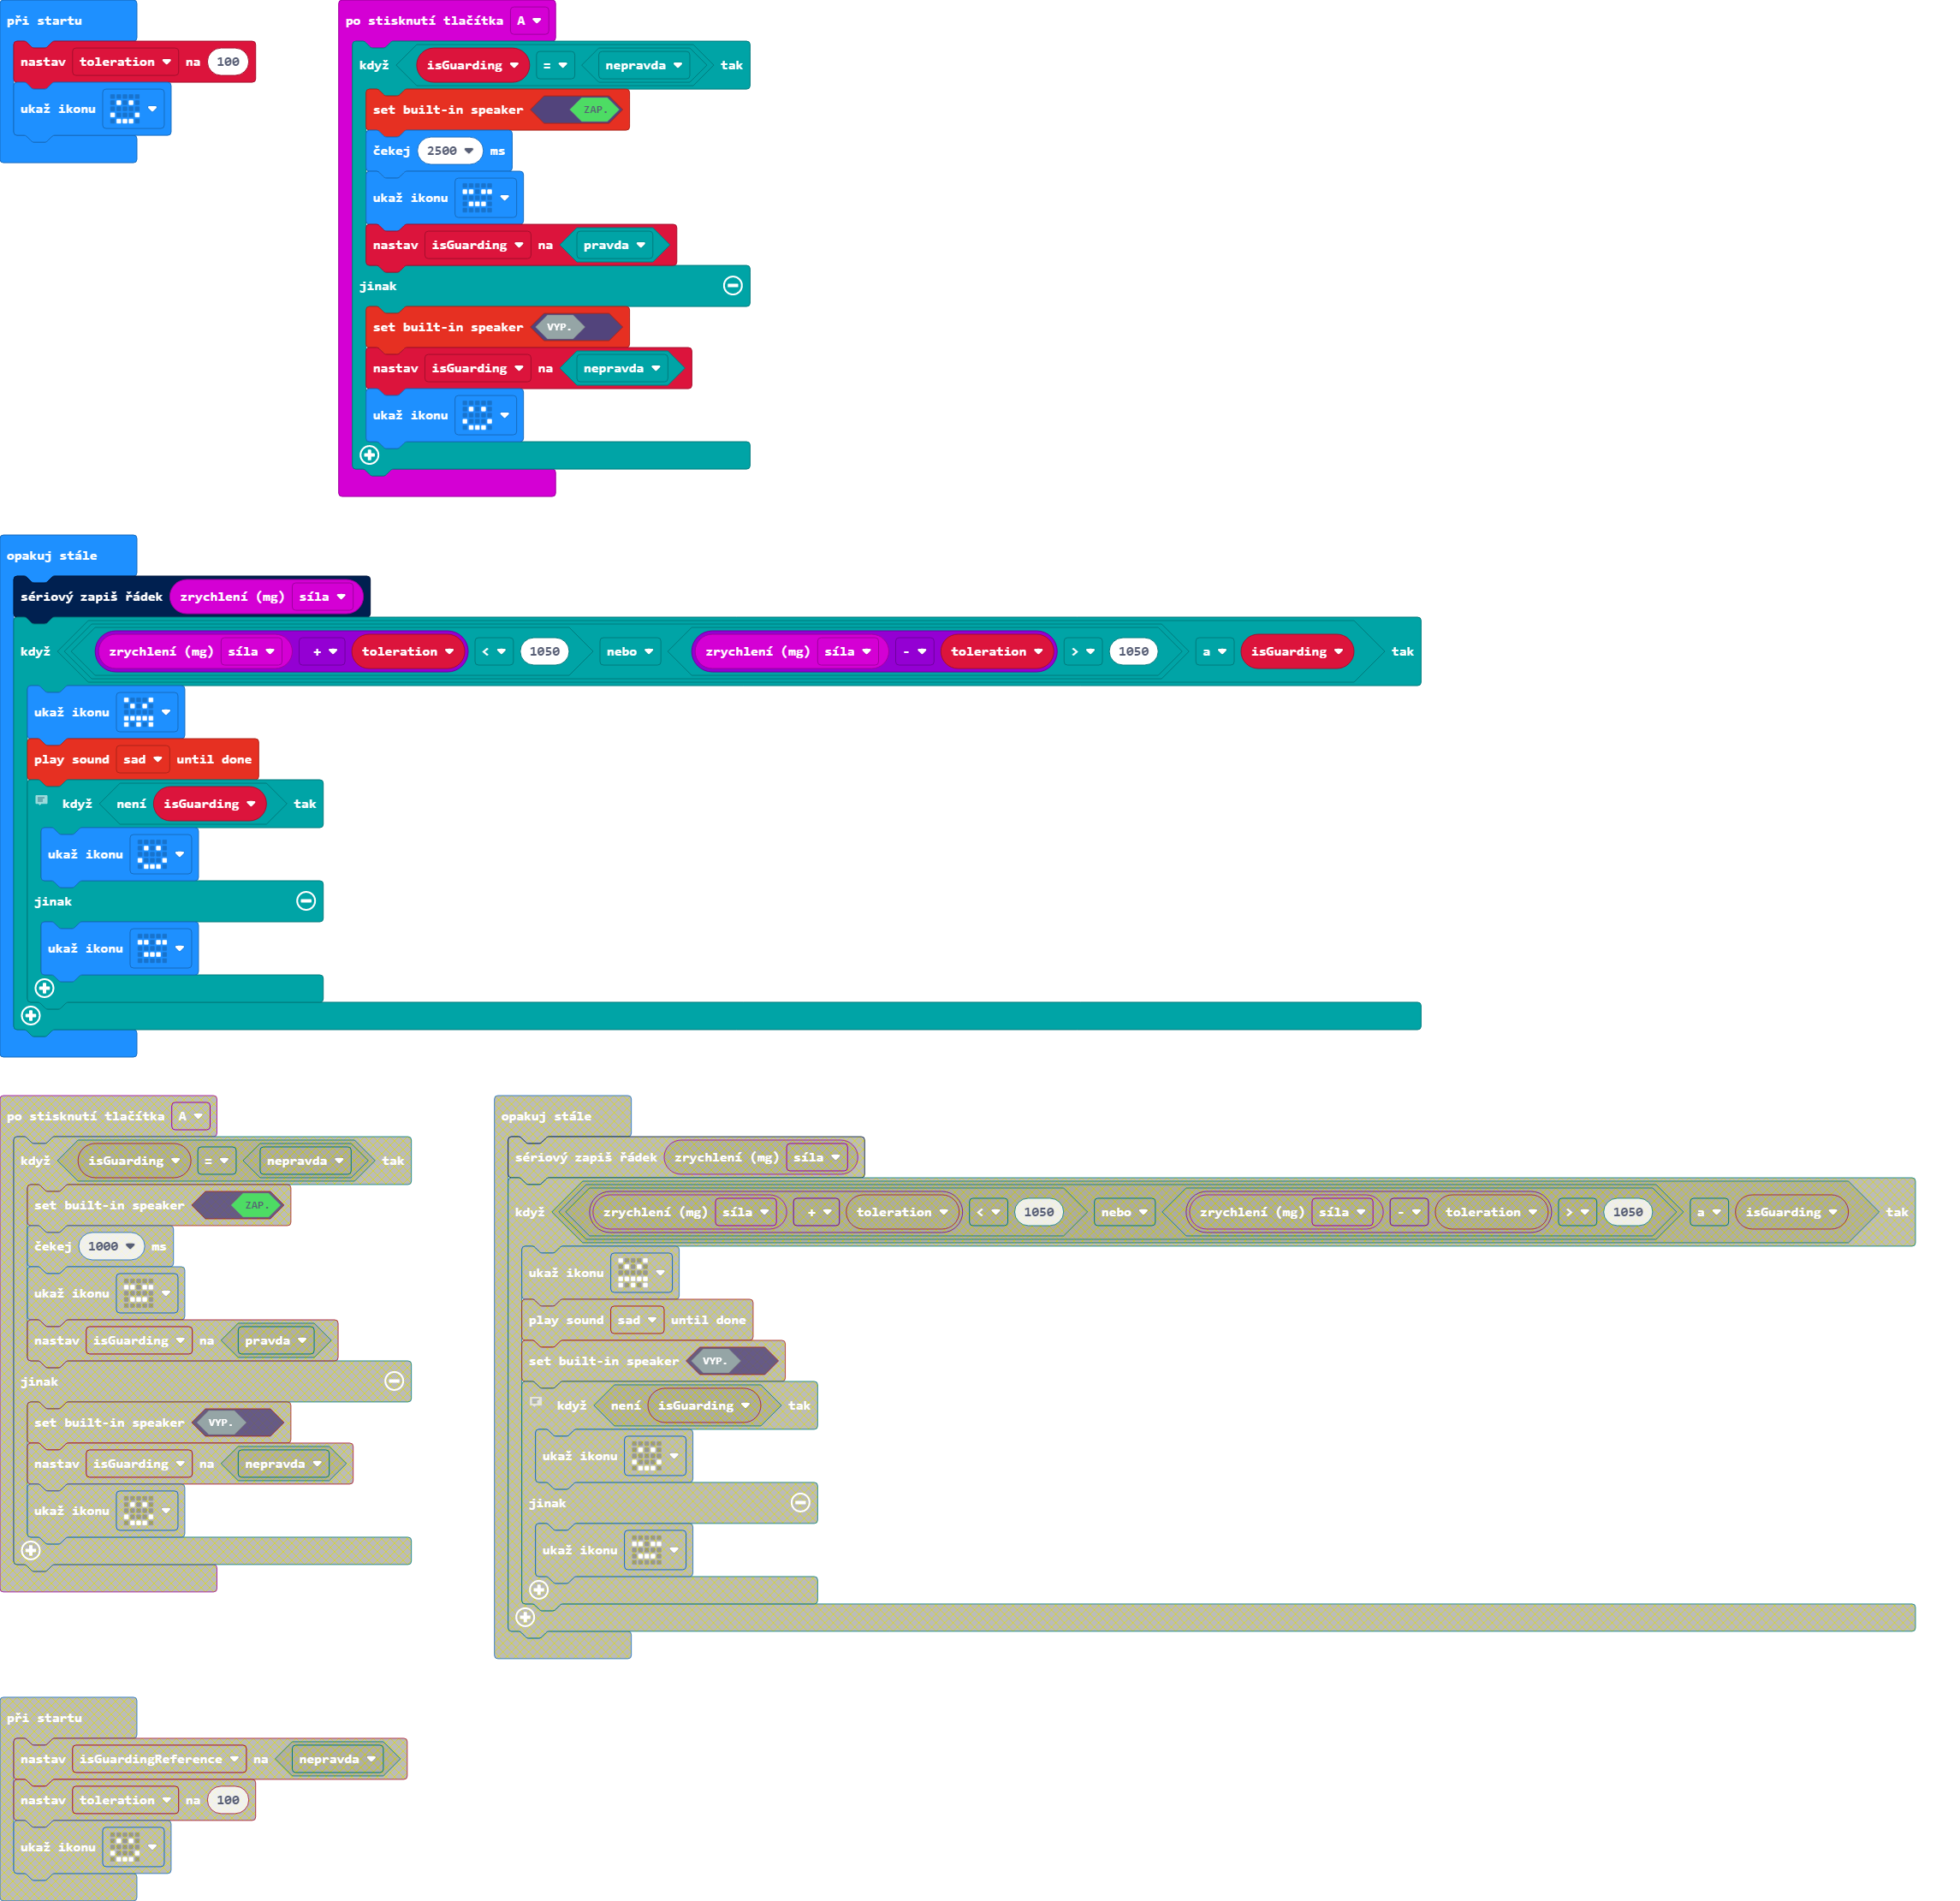 při startu
nastav toleration na 100
ukaž ikonu
po stisknutí tlačítka A
když isGuarding = nepravda tak
set built-in speaker ZAP.
čekej 2500 ms
ukaž ikonu
nastav isGuarding na pravda
jinak
set built-in speaker VYP.
nastav isGuarding na nepravda
ukaž ikonu
opakuj stále
sériový zapiš řádek zrychlení (mg) síla
když zrychlení (mg) síla + toleration < 1050 nebo zrychlení (mg) síla - toleration > 1050 a isGuarding tak
ukaž ikonu
play sound sad until done
když není isGuarding tak
ukaž ikonu
jinak
ukaž ikonu
po stisknutí tlačítka A
když isGuarding = nepravda tak
set built-in speaker ZAP.
čekej 1000 ms
ukaž ikonu
nastav isGuarding na pravda
jinak
set built-in speaker VYP.
nastav isGuarding na nepravda
ukaž ikonu
opakuj stále
sériový zapiš řádek zrychlení (mg) síla
když zrychlení (mg) síla + toleration < 1050 nebo zrychlení (mg) síla - toleration > 1050 a isGuarding tak
ukaž ikonu
play sound sad until done
set built-in speaker VYP.
když není isGuarding tak
ukaž ikonu
jinak
ukaž ikonu
při startu
nastav isGuardingReference na nepravda
nastav toleration na 100
ukaž ikonu